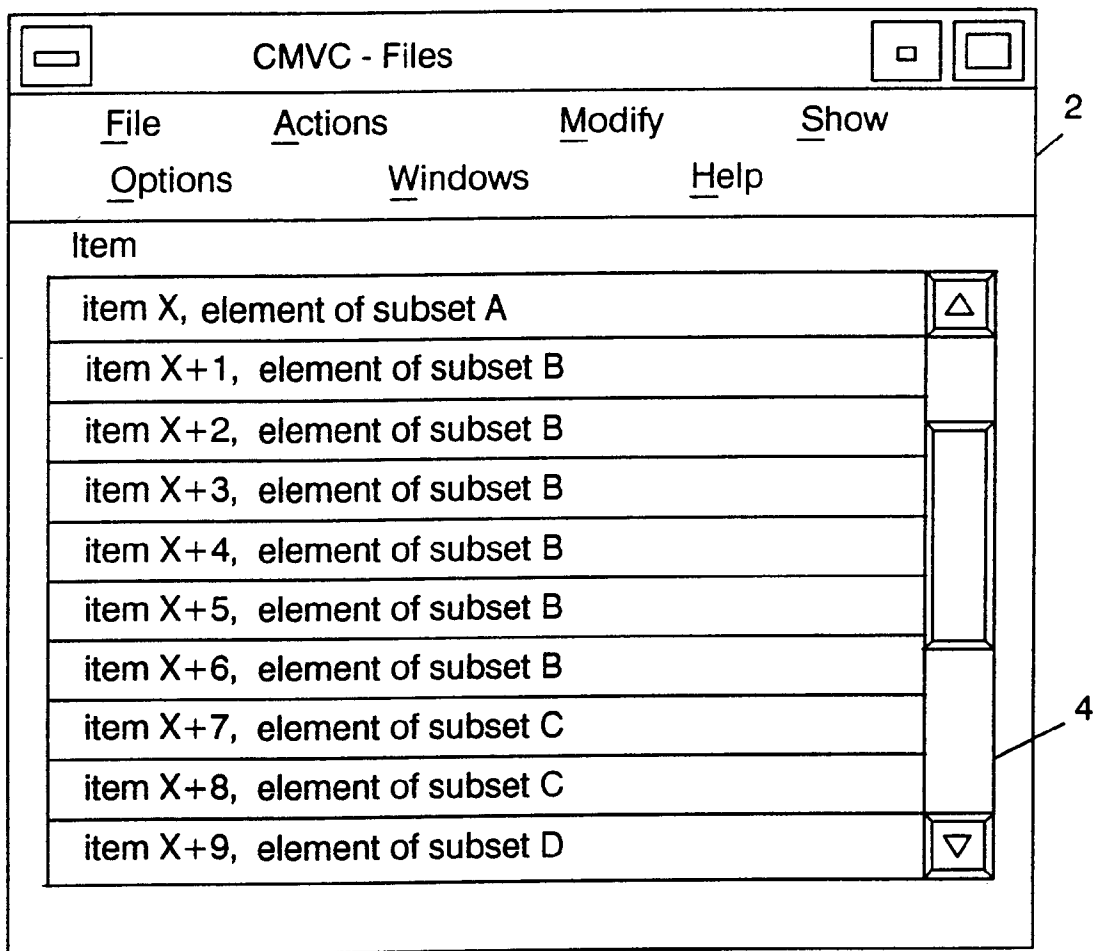 CMVC - Files
File Actions Modify Show
2
Options Windows Help
Item
item X, element of subset A
item X+1, element of subset B
item X+2, element of subset B
item X+3, element of subset B
item X+4, element of subset B
item X+5, element of subset B
item X+6, element of subset B
item X+7, element of subset C
4
item X+8, element of subset C
item X+9, element of subset D